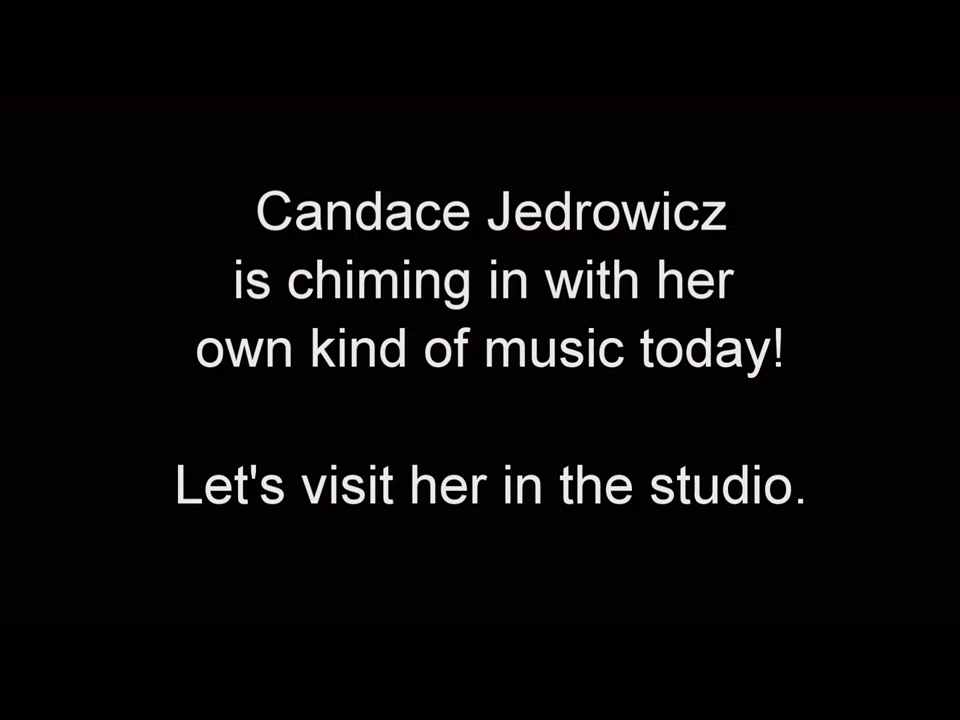 Candace Jedrowicz
is chiming in with her
own kind of music today!
Let's visit her in the studio.